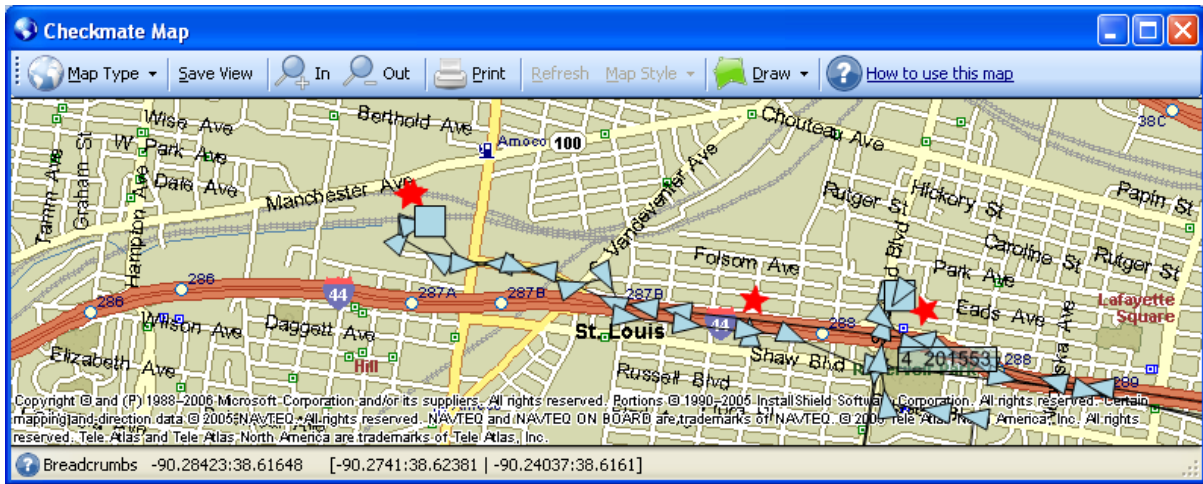 Checkmate Map
Map Type
Save View
In
Out
Print
Refresh
Map Style
Draw
How to use this map
Wise Ave
Berthold Ave
W Park Ave
Dale Ave
Tamm Ave
Graham St
Hampton Ave
Manchester Ave
Amoco
100
Chouteau Ave
38C
S Vandeventer Ave
Rutger St
Hickory St
Papin St
Caroline St
Rutger St
Folsom Ave
Park Ave
Eads Ave
Lafayette
Square
286
286
44
287A
287B
287B
44
288
288
289
Wilson Ave
Daggett Ave
Hill
St. Louis
Shaw Blvd
4_201553
Elizabeth Ave
Russell Blvd
Copyright © and (P) 1988-2006 Microsoft Corporation and/or its suppliers. All rights reserved. Portions © 1990-2005 InstallShield Software Corporation. All rights reserved. Certain
mapping and direction data © 2005 NAVTEQ. All rights reserved. NAVTEQ and NAVTEQ ON BOARD are trademarks of NAVTEQ. © 2005 Tele Atlas North America, Inc. All rights
reserved. Tele Atlas and Tele Atlas North America are trademarks of Tele Atlas, Inc.
Breadcrumbs -90.28423:38.61648 [-90.2741:38.62381 | -90.24037:38.6161]